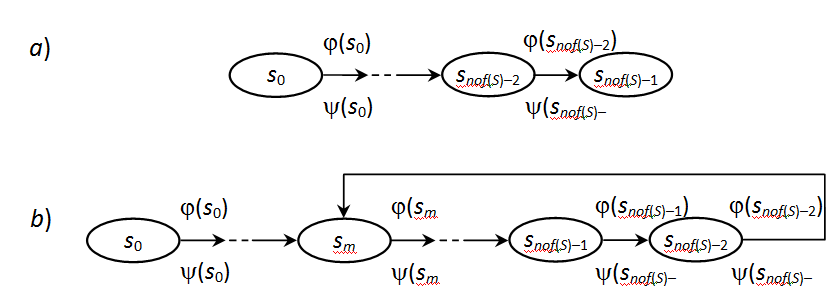 a) φ(s0) φ(snof(S)–2)
s0 snof(S)–2 snof(S)–1
ψ(s0) ψ(snof(S)–
b) φ(s0) φ(sm φ(snof(S)–1) φ(snof(S)–2)
s0 sm snof(S)–1 snof(S)–2
ψ(s0) ψ(sm ψ(snof(S)– ψ(snof(S)–